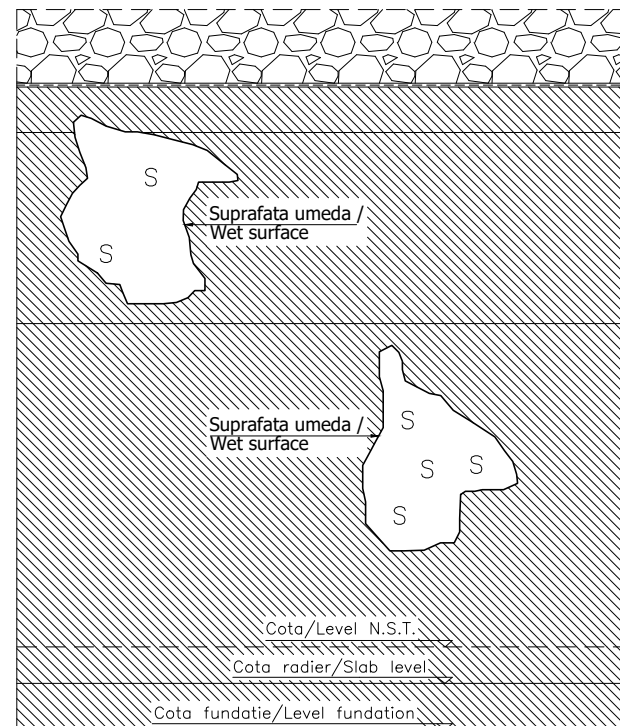 S
Suprafata umeda /
Wet surface
S
Suprafata umeda /
Wet surface
S
S
S
S
Cota/Level N.S.T.
Cota radier/Slab level
Cota fundatie/Level fundation